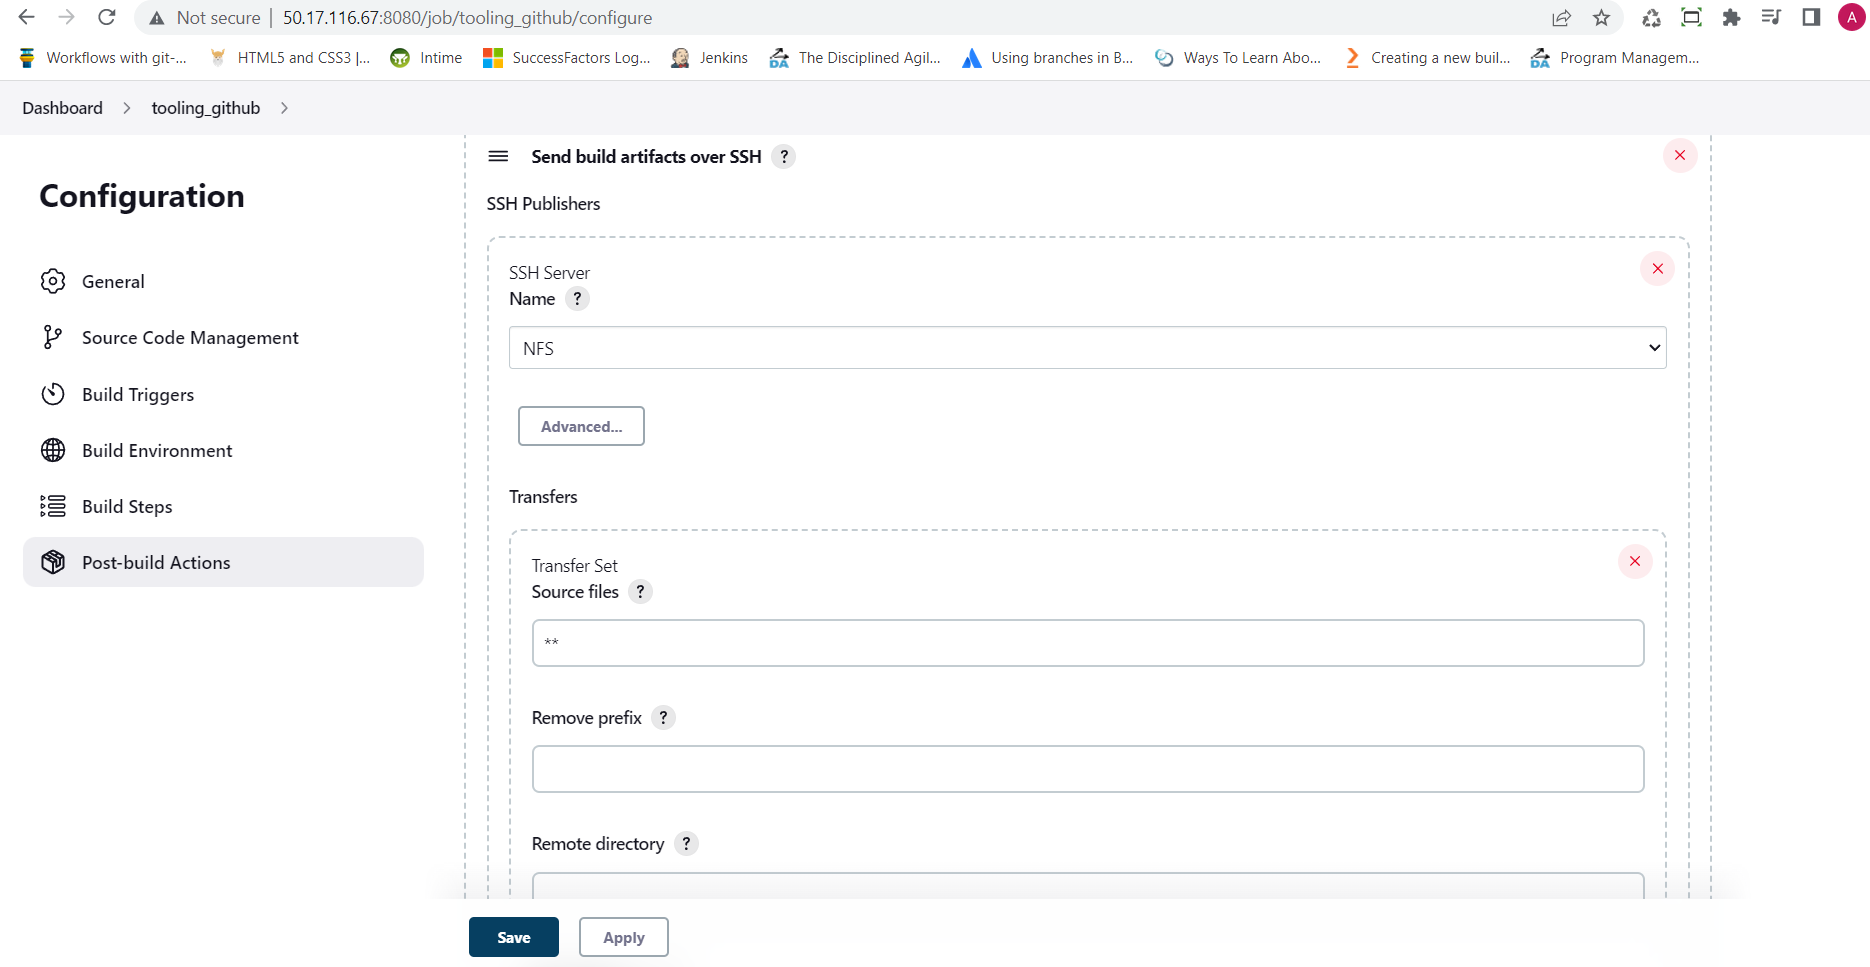 Not secure | 50.17.116.67:8080/job/tooling_github/configure
A
Workflows with git-... HTML5 and CSS3 |... Intime SuccessFactors Log... Jenkins The Disciplined Agil... Using branches in B... Ways To Learn Abo... Creating a new buil... Program Managem...
Dashboard > tooling_github >
Configuration
General
Source Code Management
Build Triggers
Build Environment
Build Steps
Post-build Actions
Send build artifacts over SSH ?
SSH Publishers
SSH Server
Name ?
NFS
Advanced...
Transfers
Transfer Set
Source files ?
**
Remove prefix ?
Remote directory ?
Save Apply